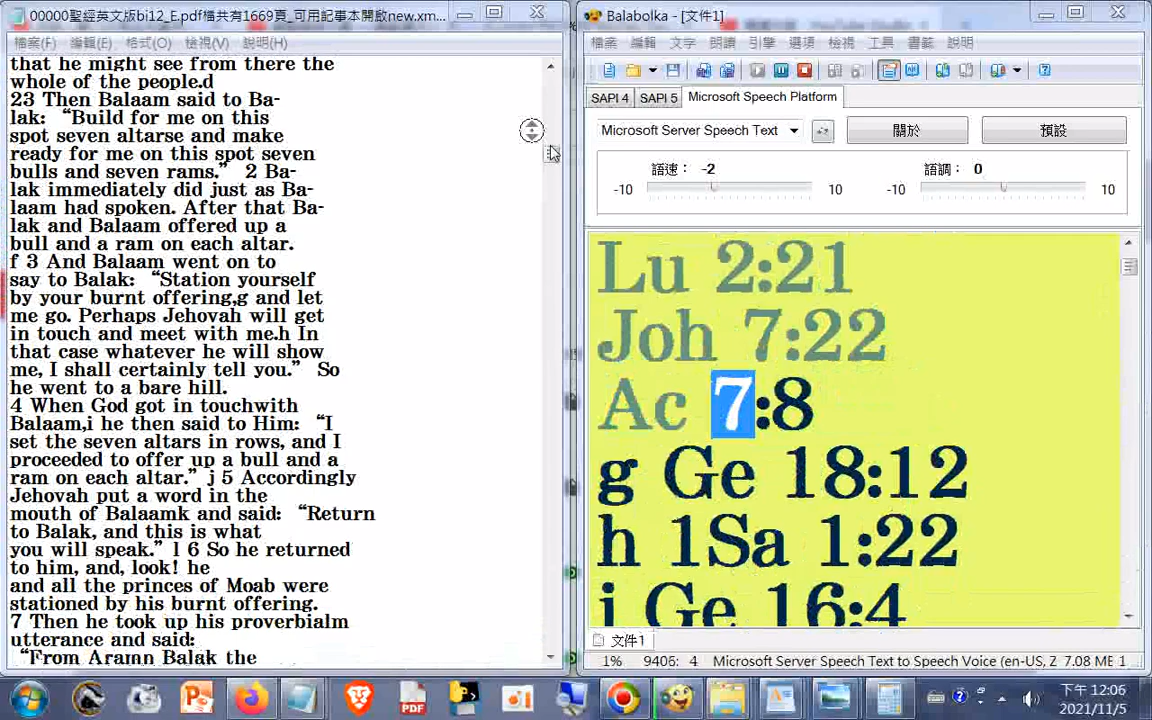 00000聖經英文版bi12_E.pdf檔共有1669頁_可用記事本開啟new.xm...
檔案(F) 編輯(E) 格式(O) 檢視(V) 說明(H)
that he might see from there the
whole of the people.d
23 Then Balaam said to Ba-
lak: “Build for me on this
spot seven altarse and make
ready for me on this spot seven
bulls and seven rams.” 2 Ba-
lak immediately did just as Ba-
laam had spoken. After that Ba-
lak and Balaam offered up a
bull and a ram on each altar.
f 3 And Balaam went on to
say to Balak: “Station yourself
by your burnt offering,g and let
me go. Perhaps Jehovah will get
in touch and meet with me.h In
that case whatever he will show
me, I shall certainly tell you.” So
he went to a bare hill.
4 When God got in touchwith
Balaam,i he then said to Him: “I
set the seven altars in rows, and I
proceeded to offer up a bull and a
ram on each altar.” j 5 Accordingly
Jehovah put a word in the
mouth of Balaamk and said: “Return
to Balak, and this is what
you will speak.” l 6 So he returned
to him, and, look! he
and all the princes of Moab were
stationed by his burnt offering.
7 Then he took up his proverbialm
utterance and said:
“From Aramn Balak the
Balabolka - [文件1]
檔案 編輯 文字 朗讀 引擎 選項 檢視 工具 書籤 說明
SAPI 4 SAPI 5 Microsoft Speech Platform
Microsoft Server Speech Text 關於 預設
語速: -2 語調: 0
-10 10 -10 10
Lu 2:21
Joh 7:22
Ac 7:8
g Ge 18:12
h 1Sa 1:22
i Ge 16:4
文件1
1% 9406: 4 Microsoft Server Speech Text to Speech Voice (en-US, Z 7.08 ME 1
PDF
下午 12:06
2021/11/5